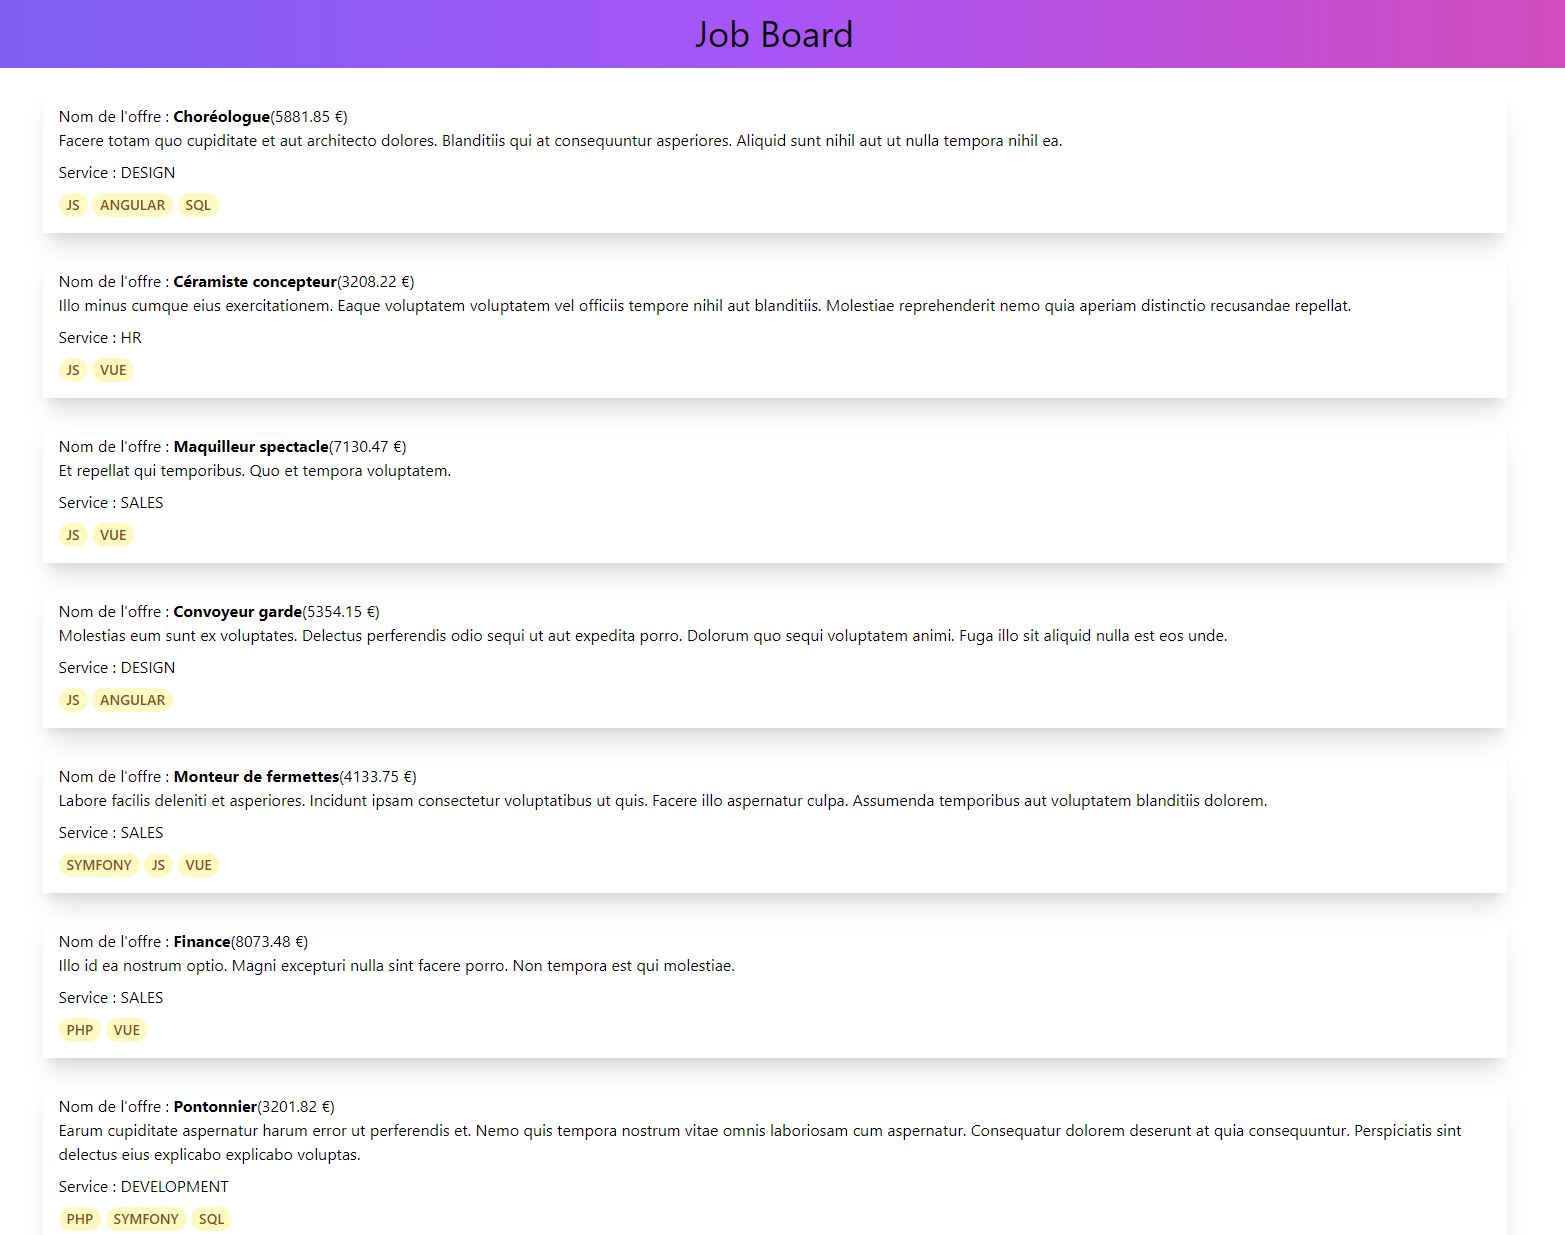 Job Board
Nom de l'offre : Choréologue(5881.85 €)
Facere totam quo cupiditate et aut architecto dolores. Blanditiis qui at consequuntur asperiores. Aliquid sunt nihil aut ut nulla tempora nihil ea.
Service : DESIGN
JS ANGULAR SQL
Nom de l'offre : Céramiste concepteur(3208.22 €)
Illo minus cumque eius exercitationem. Eaque voluptatem voluptatem vel officiis tempore nihil aut blanditiis. Molestiae reprehenderit nemo quia aperiam distinctio recusandae repellat.
Service : HR
JS VUE
Nom de l'offre : Maquilleur spectacle(7130.47 €)
Et repellat qui temporibus. Quo et tempora voluptatem.
Service : SALES
JS VUE
Nom de l'offre : Convoyeur garde(5354.15 €)
Molestias eum sunt ex voluptates. Delectus perferendis odio sequi ut aut expedita porro. Dolorum quo sequi voluptatem animi. Fuga illo sit aliquid nulla est eos unde.
Service : DESIGN
JS ANGULAR
Nom de l'offre : Monteur de fermettes(4133.75 €)
Labore facilis deleniti et asperiores. Incidunt ipsam consectetur voluptatibus ut quis. Facere illo aspernatur culpa. Assumenda temporibus aut voluptatem blanditiis dolorem.
Service : SALES
SYMFONY JS VUE
Nom de l'offre : Finance(8073.48 €)
Illo id ea nostrum optio. Magni excepturi nulla sint facere porro. Non tempora est qui molestiae.
Service : SALES
PHP VUE
Nom de l'offre : Pontonnier(3201.82 €)
Earum cupiditate aspernatur harum error ut perferendis et. Nemo quis tempora nostrum vitae omnis laboriosam cum aspernatur. Consequatur dolorem deserunt at quia consequuntur. Perspiciatis sint
delectus eius explicabo explicabo voluptas.
Service : DEVELOPMENT
PHP SYMFONY SQL